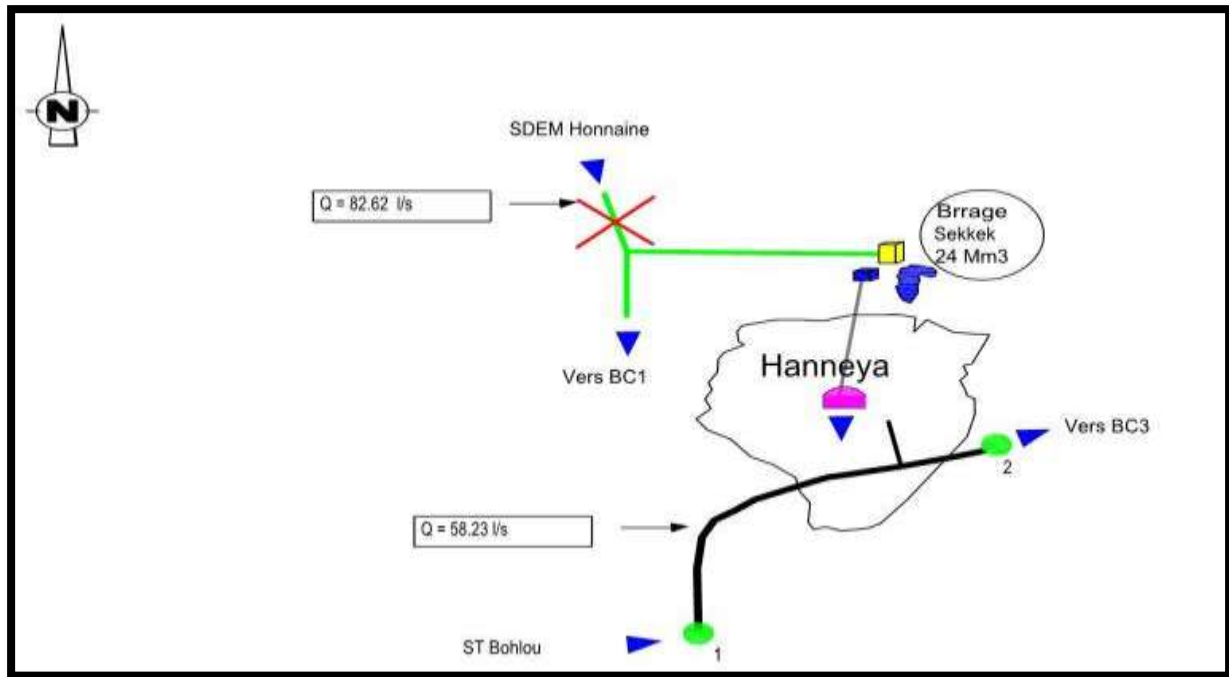 N
SDEM Honnaine
Q = 82.62 l/s
Brrage
Sekkek
24 Mm3
Vers BC1
Hanneya
Vers BC3
2
Q = 58.23 l/s
ST Bohlou
1